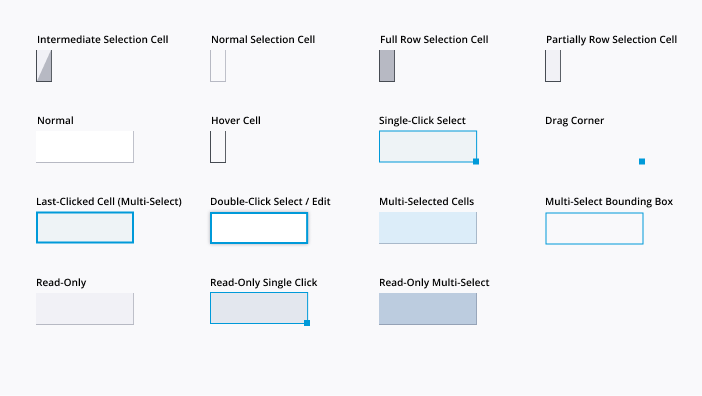 Intermediate Selection Cell
Normal Selection Cell
Full Row Selection Cell
Partially Row Selection Cell
Normal
Hover Cell
Single-Click Select
Drag Corner
Last-Clicked Cell (Multi-Select)
Double-Click Select / Edit
Multi-Selected Cells
Multi-Select Bounding Box
Read-Only
Read-Only Single Click
Read-Only Multi-Select